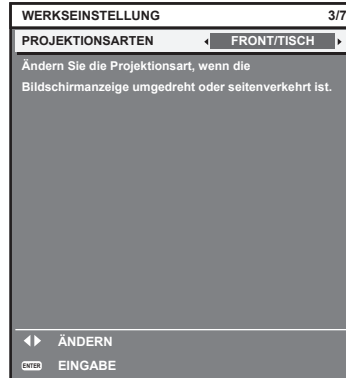 WERKSEINSTELLUNG 3/7
PROJEKTIONSARTEN FRONT/TISCH
Ändern Sie die Projektionsart, wenn die
Bildschirmanzeige umgedreht oder seitenverkehrt ist.
ÄNDERN
ENTER EINGABE